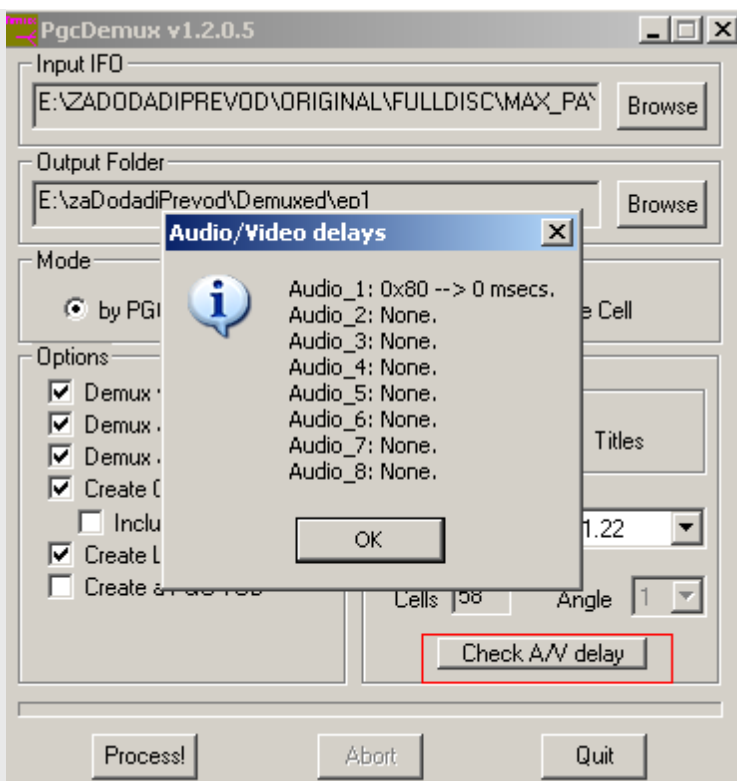 PgcDemux v1.2.0.5
Input IFO
E:\ZADODADIPREVOD\ORIGINAL\FULLDISC\MAX_PA
Browse
Output Folder
E:\zaDodadiPrevod\Demuxed\ep1
Browse
Audio/Video delays
Audio_1: 0x80 --> 0 msecs.
Audio_2: None.
Audio_3: None.
Audio_4: None.
Audio_5: None.
Audio_6: None.
Audio_7: None.
Audio_8: None.
OK
Mode
by PG
e Cell
Options
Demux
Demux
Demux
Create
Inclu
Create L
Create a
Titles
1.22
Cells 58
Angle 1
Check A/V delay
Process!
Abort
Quit